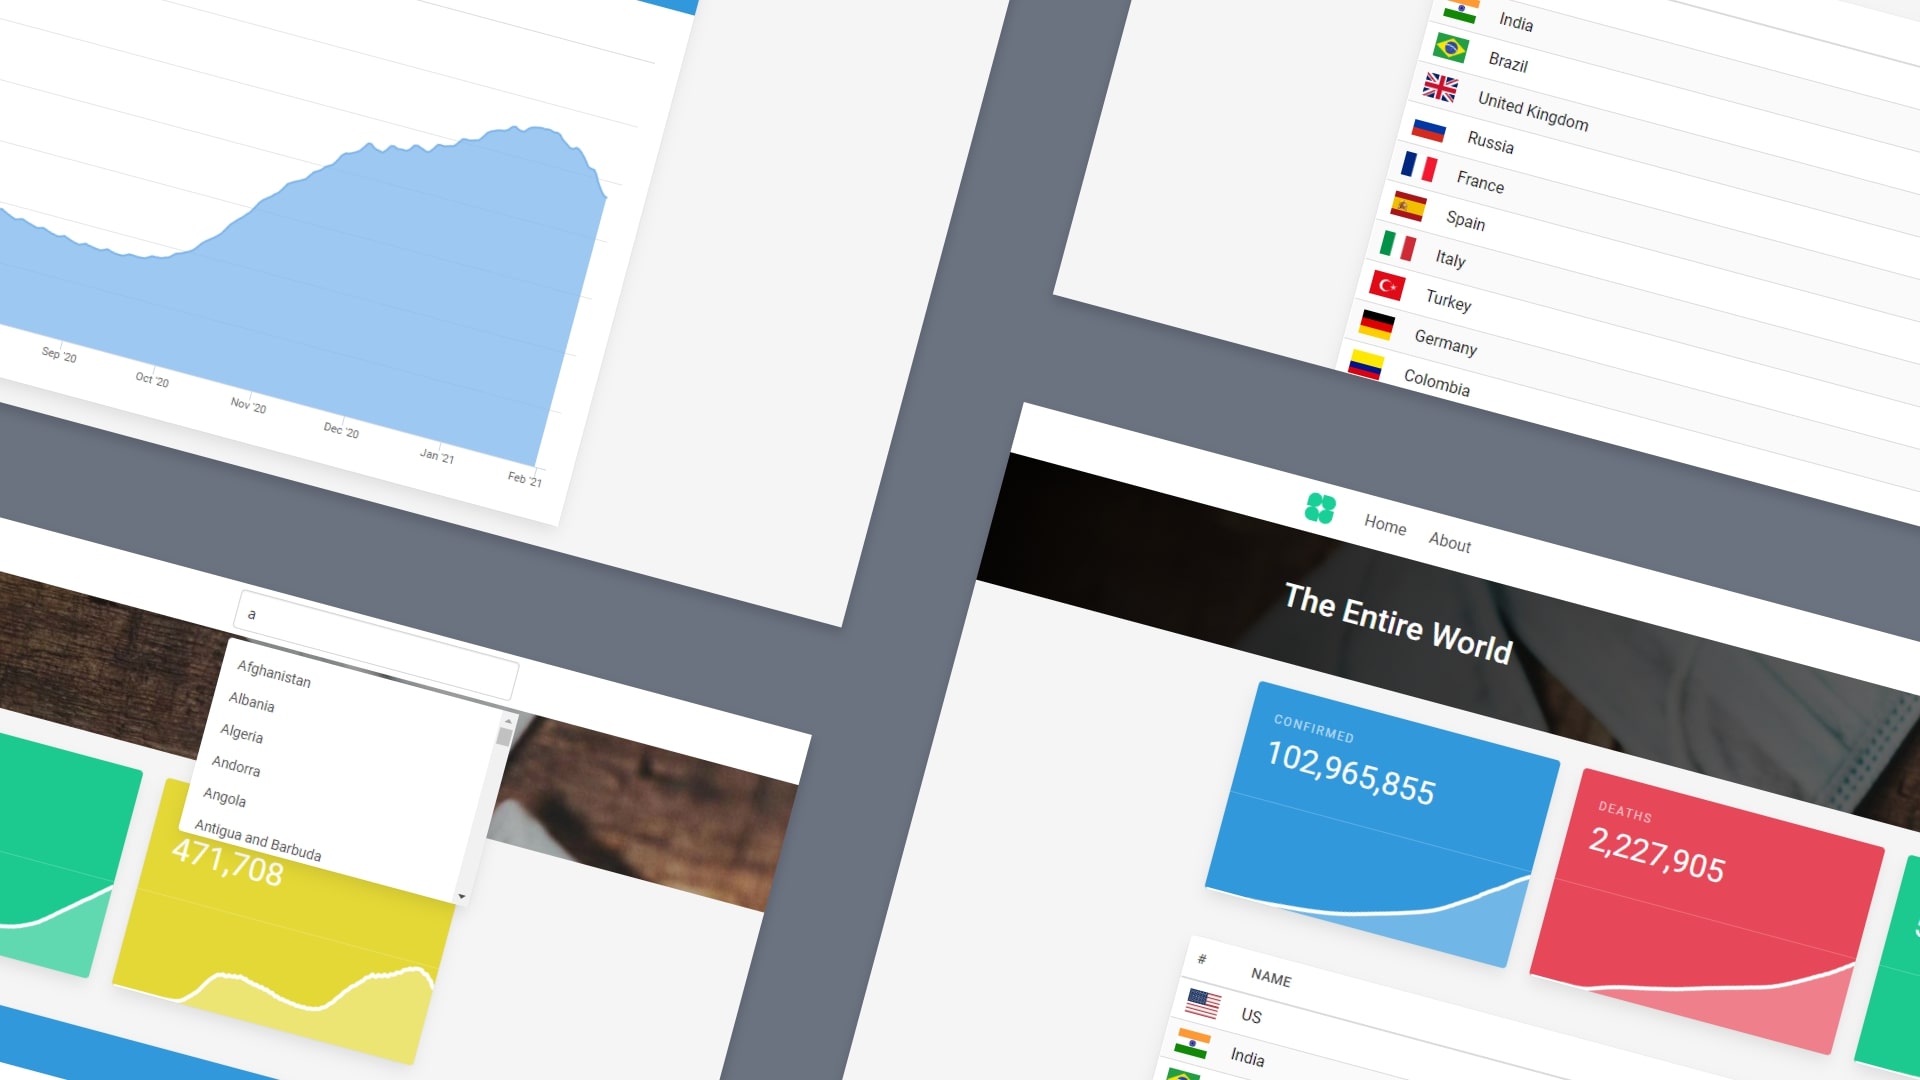 Sep '20
Oct '20
Nov '20
Dec '20
Jan '21
Feb '21
India
Brazil
United Kingdom
Russia
France
Spain
Italy
Turkey
Germany
Colombia
a
Afghanistan
Albania
Algeria
Andorra
Angola
Antigua and Barbuda
471,708
Home
About
The Entire World
CONFIRMED
102,965,855
DEATHS
2,227,905
# NAME
US
India